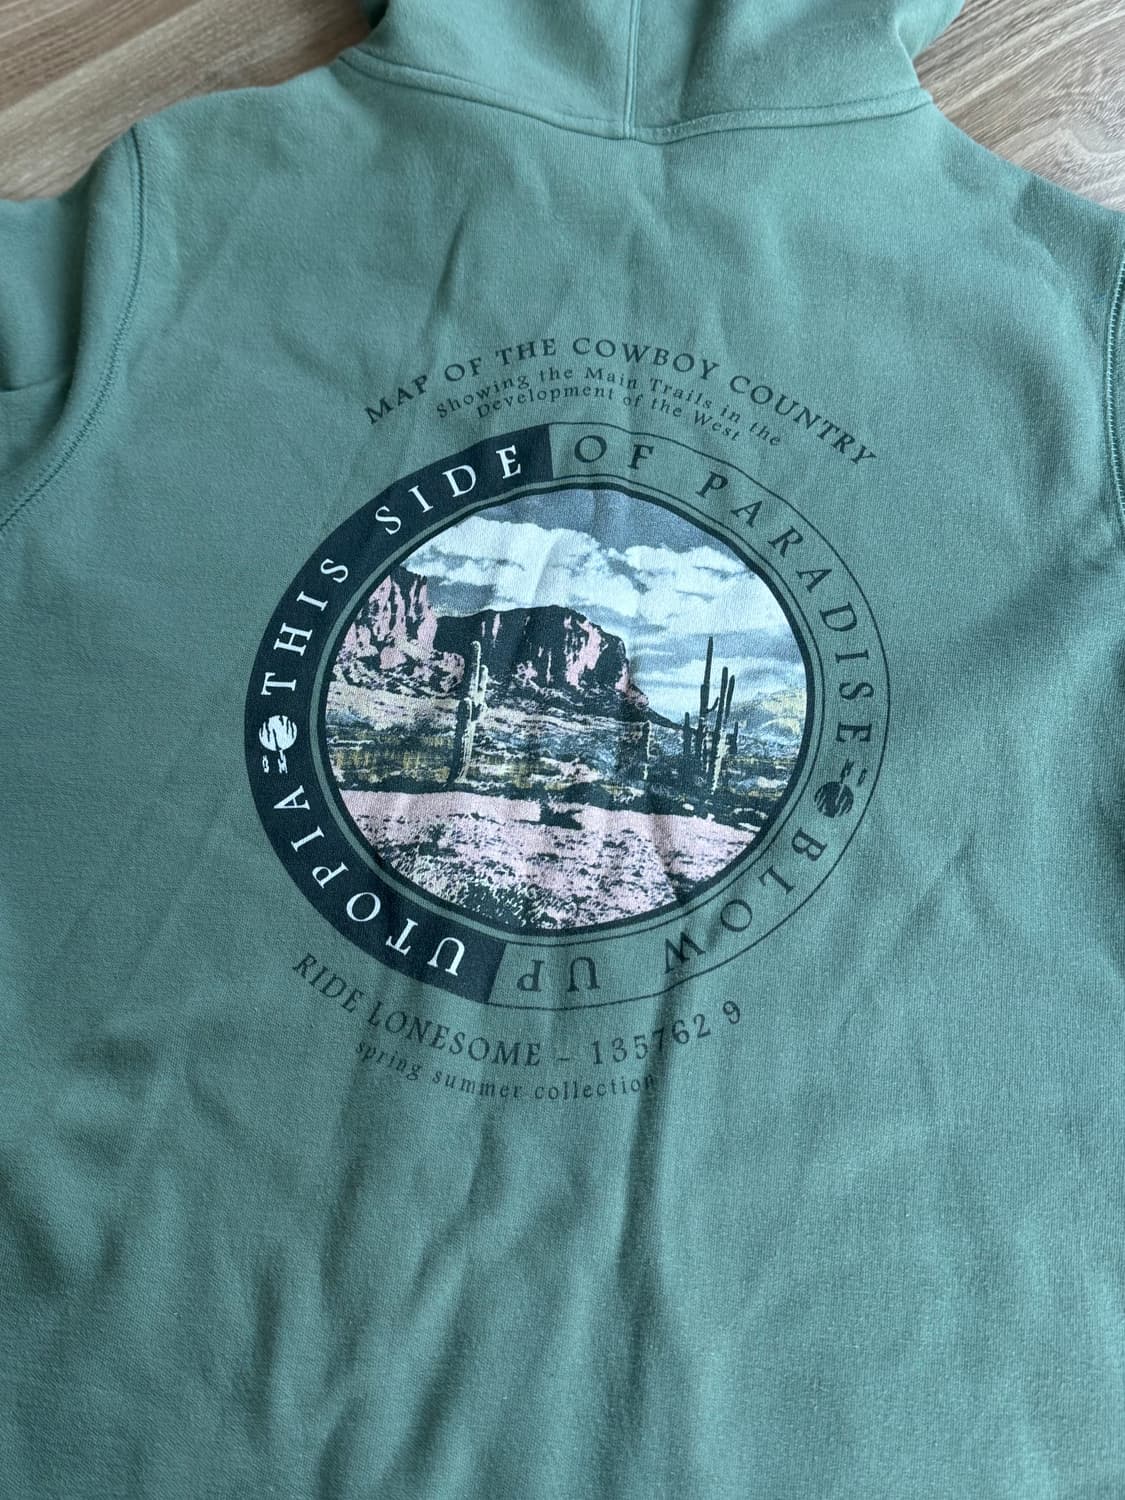 MAP OF THE COWBOY COUNTRY
Showing the Main Trails in the
Development of the West
THIS SIDE OF PARADISE
BLOW UP UTOPIA
RIDE LONESOME – 135762 9
spring summer collection